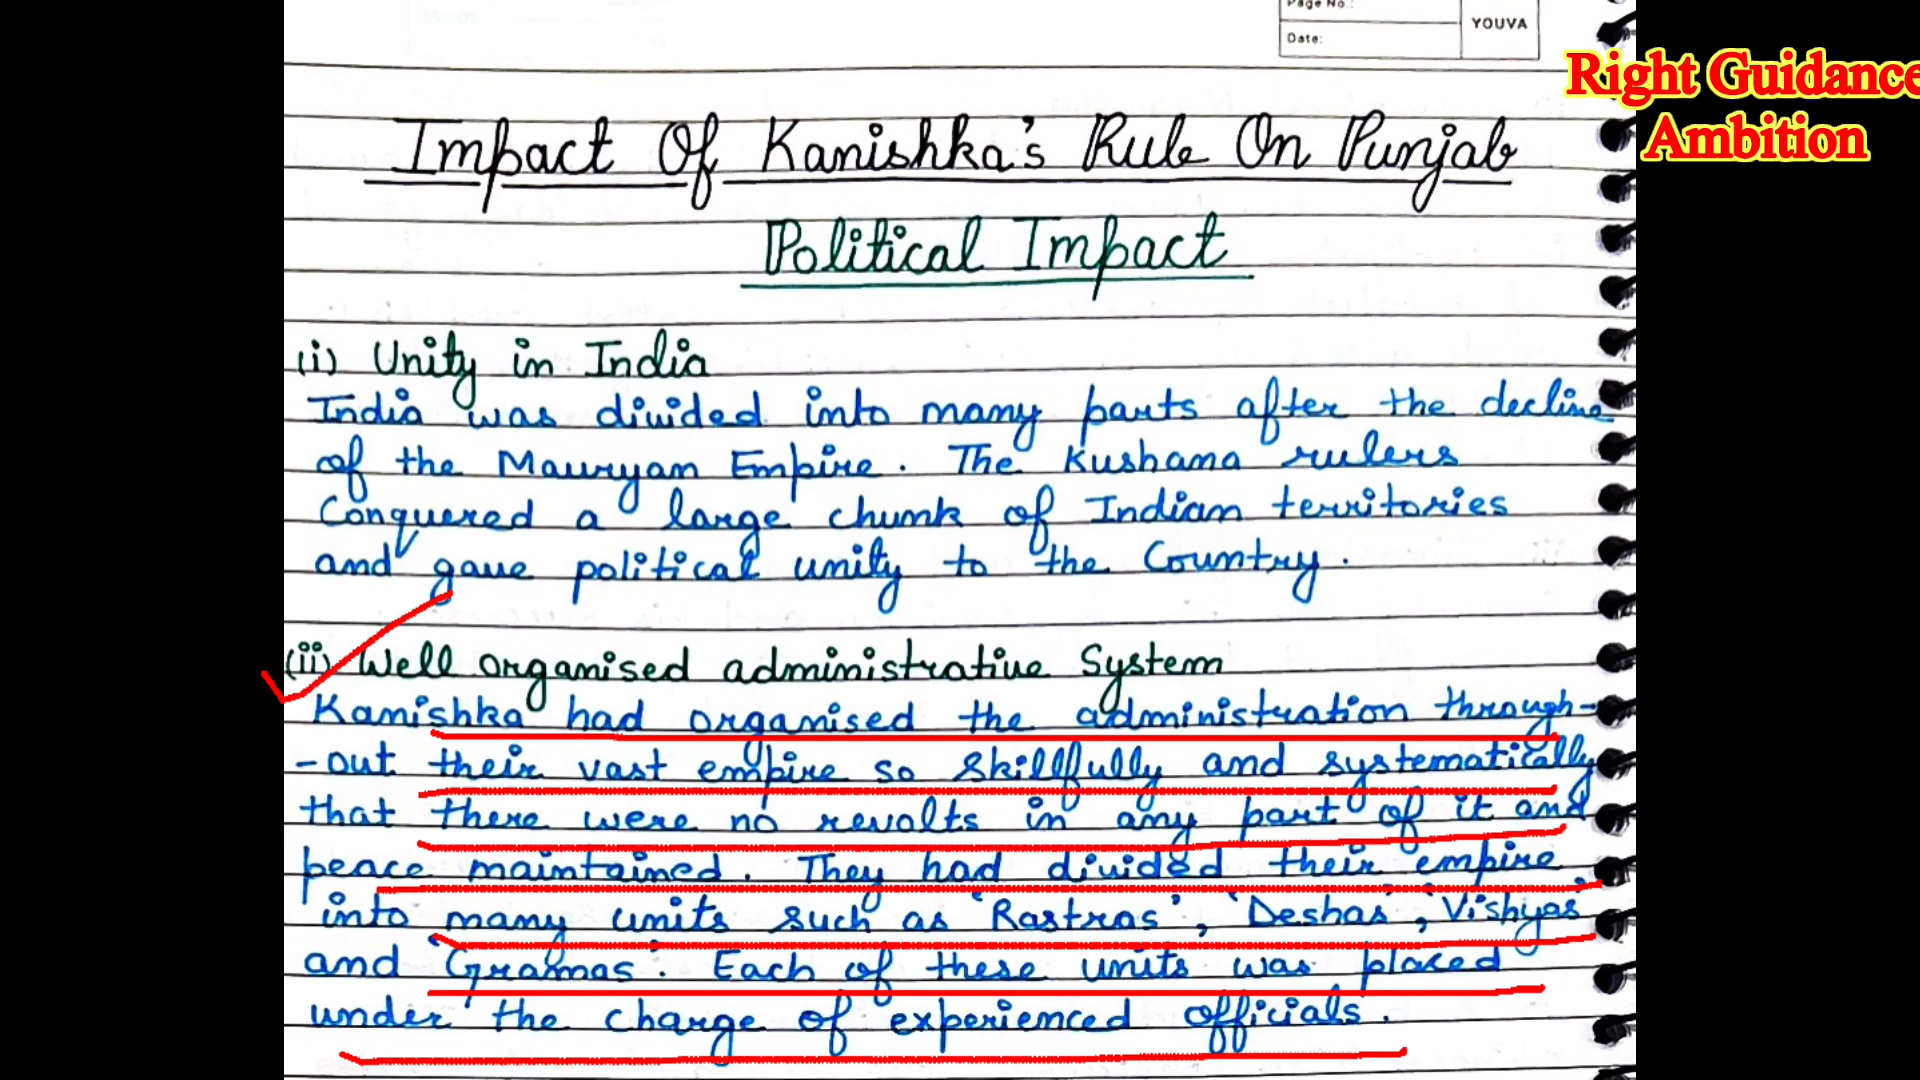 Page No.:
Date:
YOUVA
Right Guidance
Ambition
Impact Of Kanishka's Rule On Punjab
Political Impact
(i) Unity in India
India was divided into many parts after the decline
of the Mauryan Empire. The Kushana rulers
Conquered a large chunk of Indian territories
and gave political unity to the Country.
(ii) Well organised administrative System
Kanishka had organised the administration through-
-out their vast empire so skillfully and systematically
that there were no revolts in any part of it and
peace maintained. They had divided their empire
into many units such as 'Rastras', 'Deshas', 'Vishyas'
and 'Gramas'. Each of these units was placed
under the charge of experienced officials.